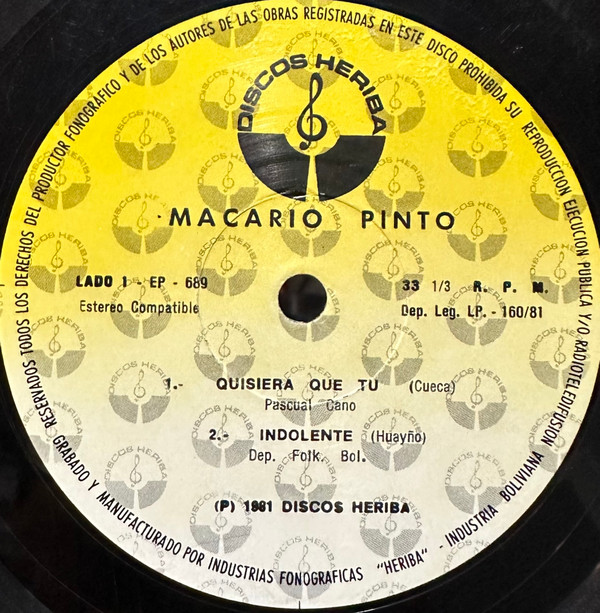 RESERVADOS TODOS LOS DERECHOS DEL PRODUCTOR FONOGRAFICO Y DE LOS AUTORES DE LAS OBRAS REGISTRADAS EN ESTE DISCO PROHIBIDA SU REPRODUCCION EJECUCION PUBLICA Y/O RADIOTELEDIFUSION
DISCOS HERIBA
MACARIO PINTO
LADO 1 - EP - 689
33 1/3 R. P. M.
Estereo Compatible
Dep. Leg. LP. - 160/81
1.- QUISIERA QUE TU (Cueca)
Pascual Cano
2.- INDOLENTE (Huayño)
Dep. Folk. Bol.
(P) 1981 DISCOS HERIBA
GRABADO Y MANUFACTURADO POR INDUSTRIAS FONOGRAFICAS "HERIBA" - INDUSTRIA BOLIVIANA